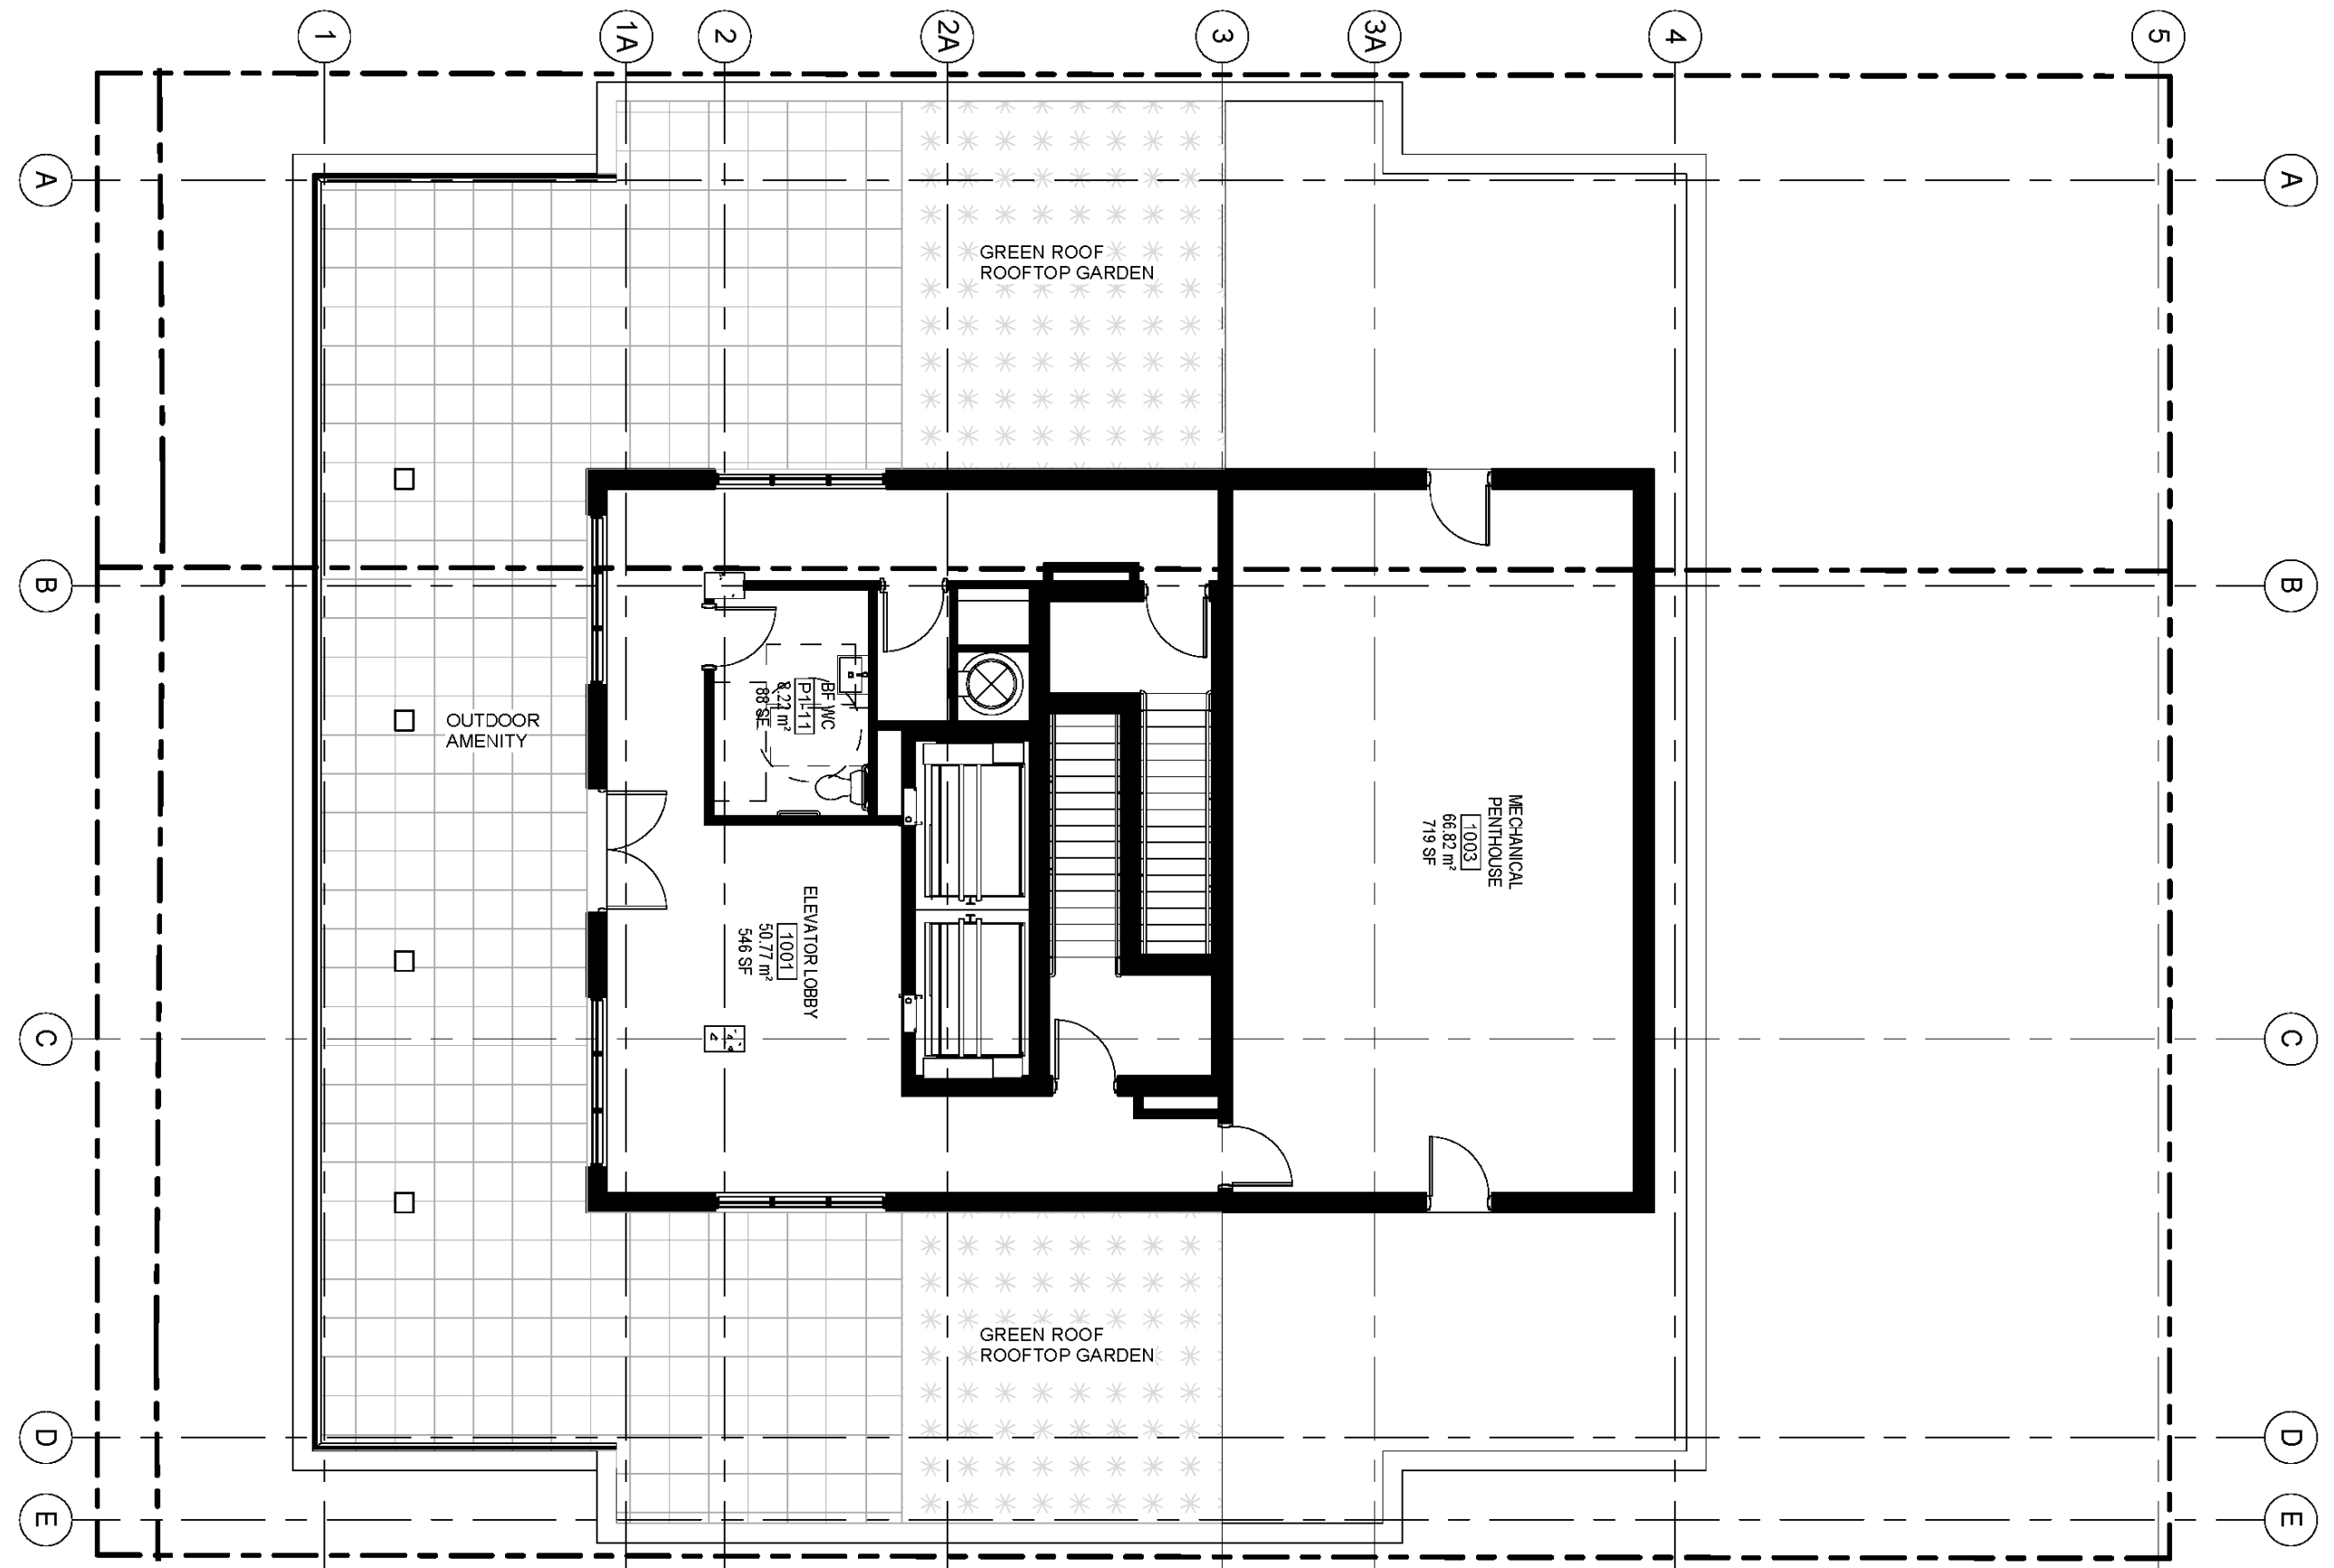 1
1A
2
2A
3
3A
4
5
A
A
GREEN ROOF
ROOFTOP GARDEN
B
B
BF WC
P1-11
8.22 m²
88 SF
OUTDOOR
AMENITY
MECHANICAL
PENTHOUSE
1003
66.82 m²
719 SF
ELEVATOR LOBBY
1001
50.77 m²
546 SF
C
C
GREEN ROOF
ROOFTOP GARDEN
D
D
E
E